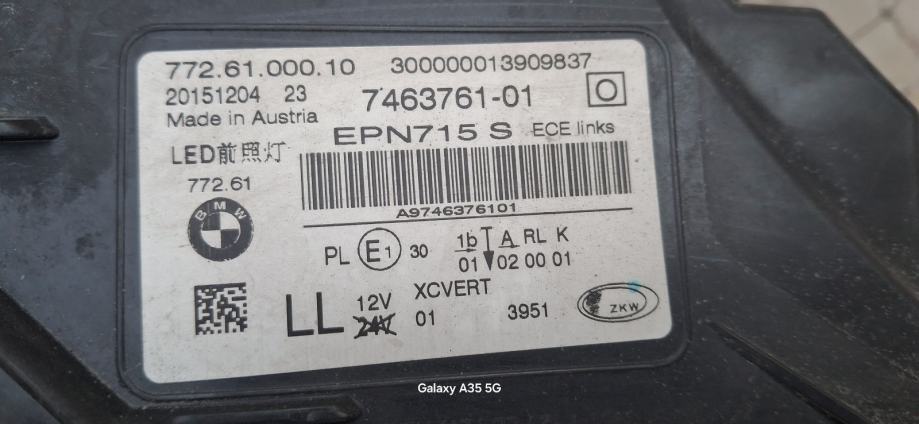 772.61.000.10 300000013909837
20151204 23 7463761-01
Made in Austria
EPN715 S ECE links
LED前照灯
772.61
BMW
A9746376101
PL E1 30
1b A RL K
01 02 00 01
LL 12V XCVERT
24V 01 3951
ZKW
Galaxy A35 5G